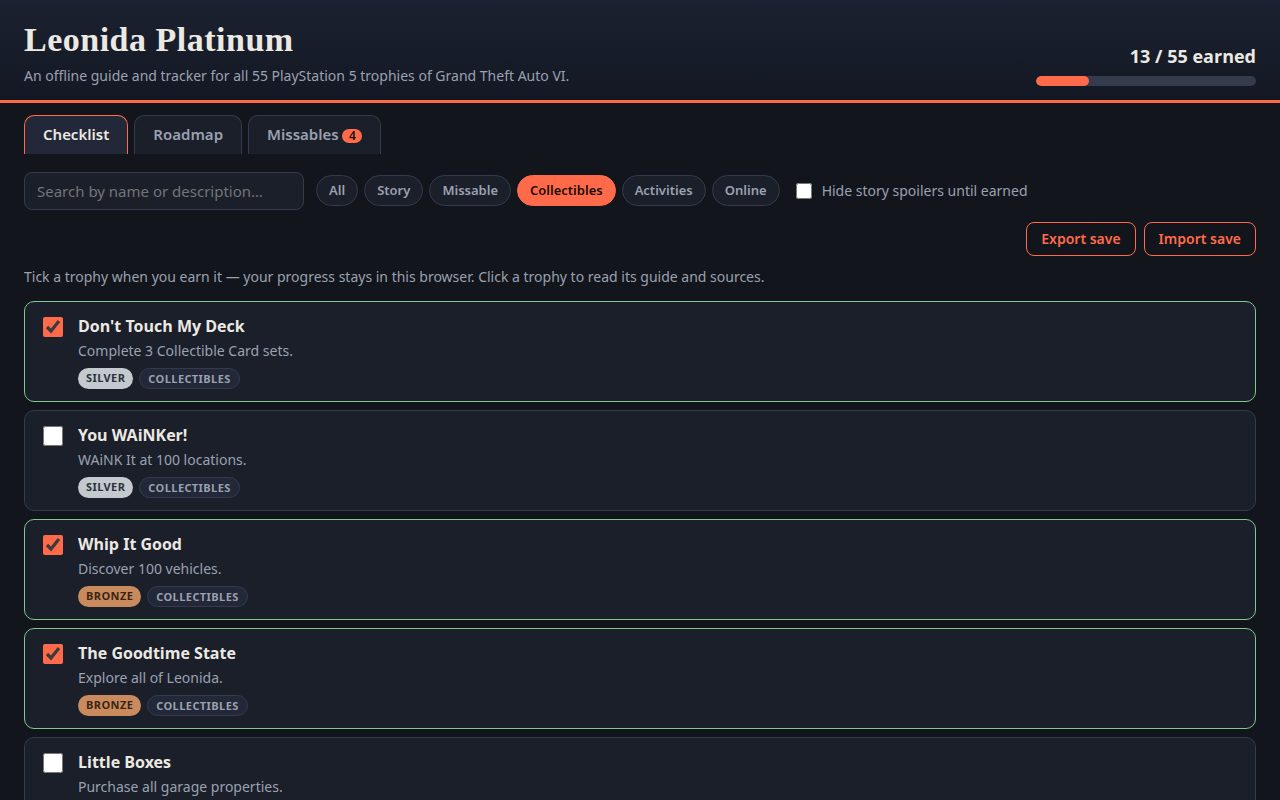 Leonida Platinum
An offline guide and tracker for all 55 PlayStation 5 trophies of Grand Theft Auto VI.
13 / 55 earned
Checklist Roadmap Missables 4
Search by name or description... All Story Missable Collectibles Activities Online Hide story spoilers until earned
Export save Import save
Tick a trophy when you earn it — your progress stays in this browser. Click a trophy to read its guide and sources.
Don't Touch My Deck
Complete 3 Collectible Card sets.
SILVER COLLECTIBLES
You WAiNKer!
WAiNK It at 100 locations.
SILVER COLLECTIBLES
Whip It Good
Discover 100 vehicles.
BRONZE COLLECTIBLES
The Goodtime State
Explore all of Leonida.
BRONZE COLLECTIBLES
Little Boxes
Purchase all garage properties.